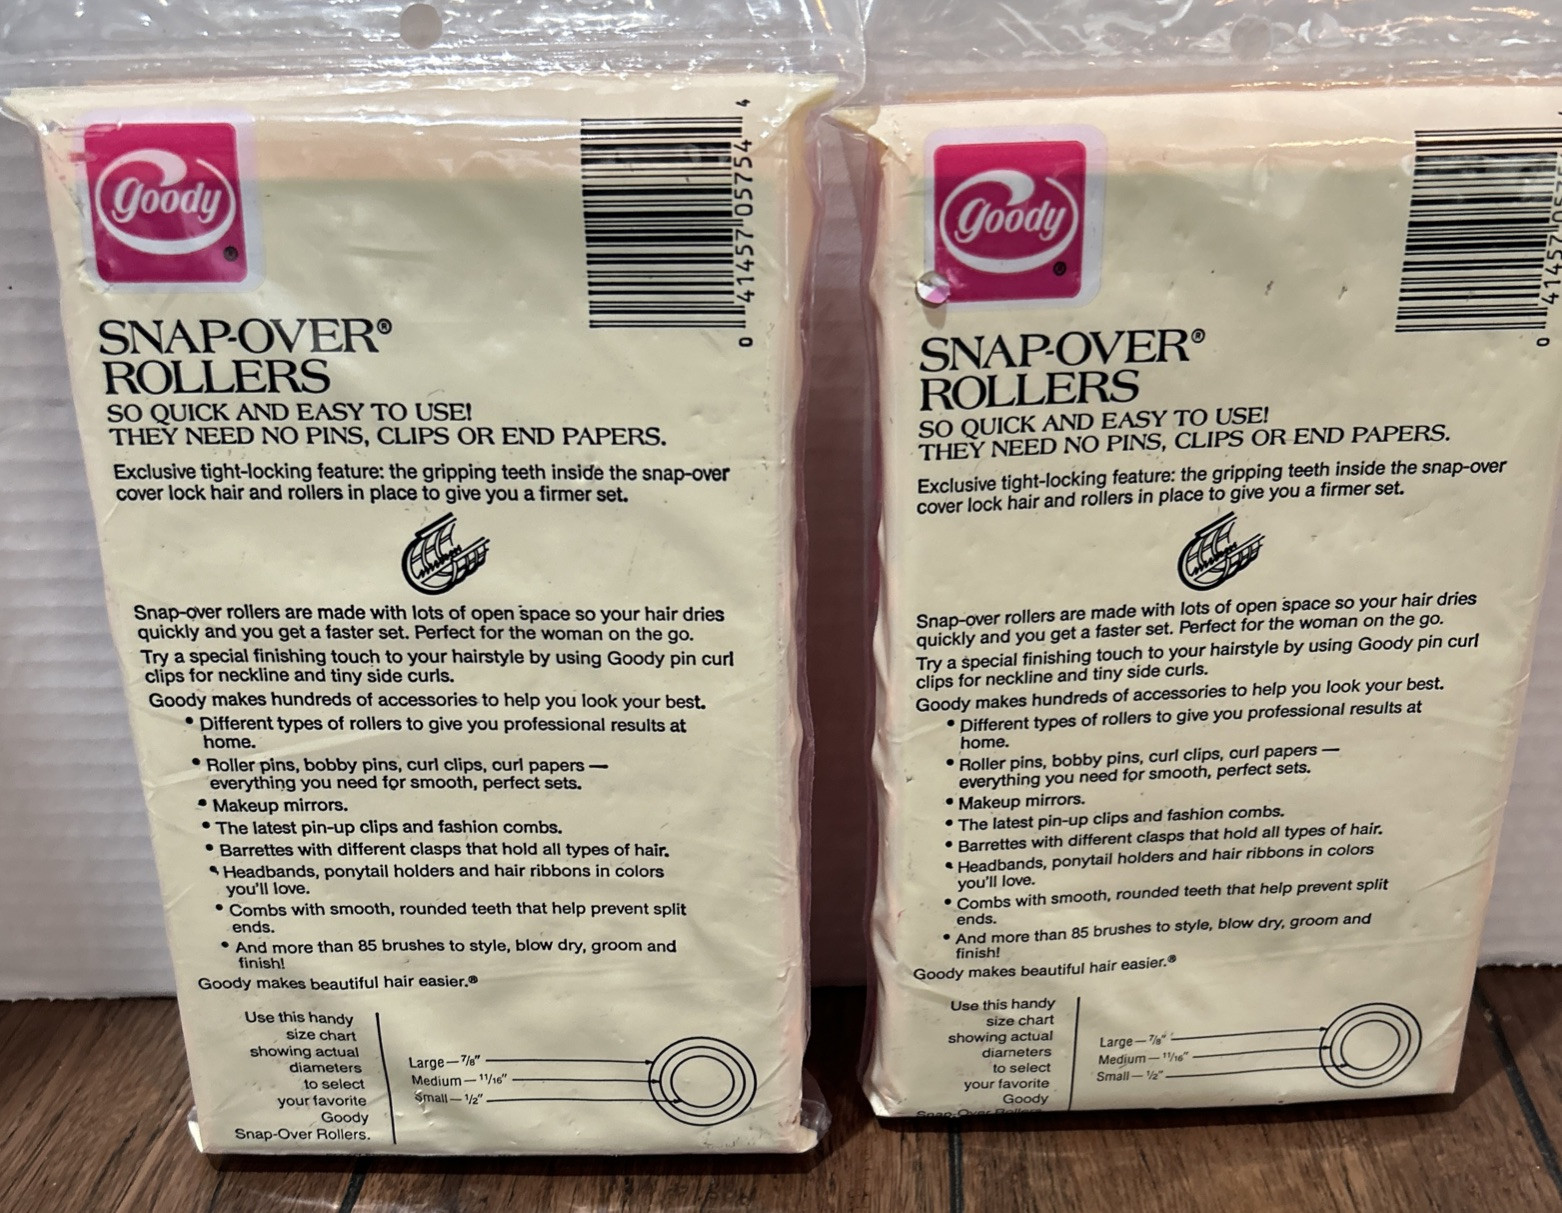 goody
®
4
41457 05754
0
SNAP-OVER®
ROLLERS
SO QUICK AND EASY TO USE!
THEY NEED NO PINS, CLIPS OR END PAPERS.
Exclusive tight-locking feature: the gripping teeth inside the snap-over
cover lock hair and rollers in place to give you a firmer set.
Snap-over rollers are made with lots of open space so your hair dries
quickly and you get a faster set. Perfect for the woman on the go.
Try a special finishing touch to your hairstyle by using Goody pin curl
clips for neckline and tiny side curls.
Goody makes hundreds of accessories to help you look your best.
• Different types of rollers to give you professional results at
home.
• Roller pins, bobby pins, curl clips, curl papers —
everything you need for smooth, perfect sets.
• Makeup mirrors.
• The latest pin-up clips and fashion combs.
• Barrettes with different clasps that hold all types of hair.
• Headbands, ponytail holders and hair ribbons in colors
you'll love.
• Combs with smooth, rounded teeth that help prevent split
ends.
• And more than 85 brushes to style, blow dry, groom and
finish!
Goody makes beautiful hair easier.®
Use this handy
size chart
showing actual
diameters
to select
your favorite
Goody
Snap-Over Rollers.
Large — 7/8"
Medium — 11/16"
Small — 1/2"
goody
®
41457
0
SNAP-OVER®
ROLLERS
SO QUICK AND EASY TO USE!
THEY NEED NO PINS, CLIPS OR END PAPERS.
Exclusive tight-locking feature: the gripping teeth inside the snap-over
cover lock hair and rollers in place to give you a firmer set.
Snap-over rollers are made with lots of open space so your hair dries
quickly and you get a faster set. Perfect for the woman on the go.
Try a special finishing touch to your hairstyle by using Goody pin curl
clips for neckline and tiny side curls.
Goody makes hundreds of accessories to help you look your best.
• Different types of rollers to give you professional results at
home.
• Roller pins, bobby pins, curl clips, curl papers —
everything you need for smooth, perfect sets.
• Makeup mirrors.
• The latest pin-up clips and fashion combs.
• Barrettes with different clasps that hold all types of hair.
• Headbands, ponytail holders and hair ribbons in colors
you'll love.
• Combs with smooth, rounded teeth that help prevent split
ends.
• And more than 85 brushes to style, blow dry, groom and
finish!
Goody makes beautiful hair easier.®
Use this handy
size chart
showing actual
diameters
to select
your favorite
Goody
Snap-Over Rollers.
Large — 7/8"
Medium — 11/16"
Small — 1/2"